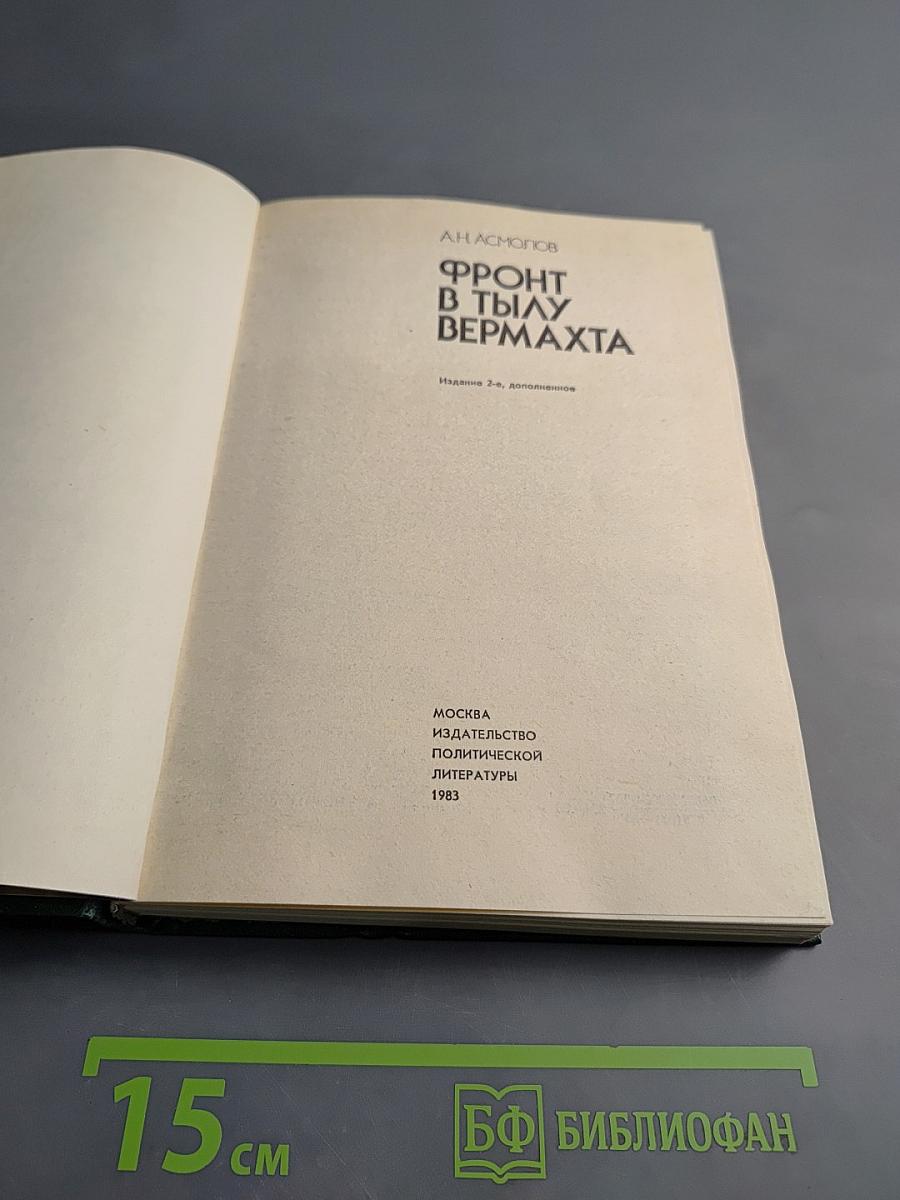 А.Н. АСМОЛОВ
ФРОНТ
В ТЫЛУ
ВЕРМАХТА
Издание 2-е, дополненное
МОСКВА
ИЗДАТЕЛЬСТВО
ПОЛИТИЧЕСКОЙ
ЛИТЕРАТУРЫ
1983
15 см
БФ БИБЛИОФАН